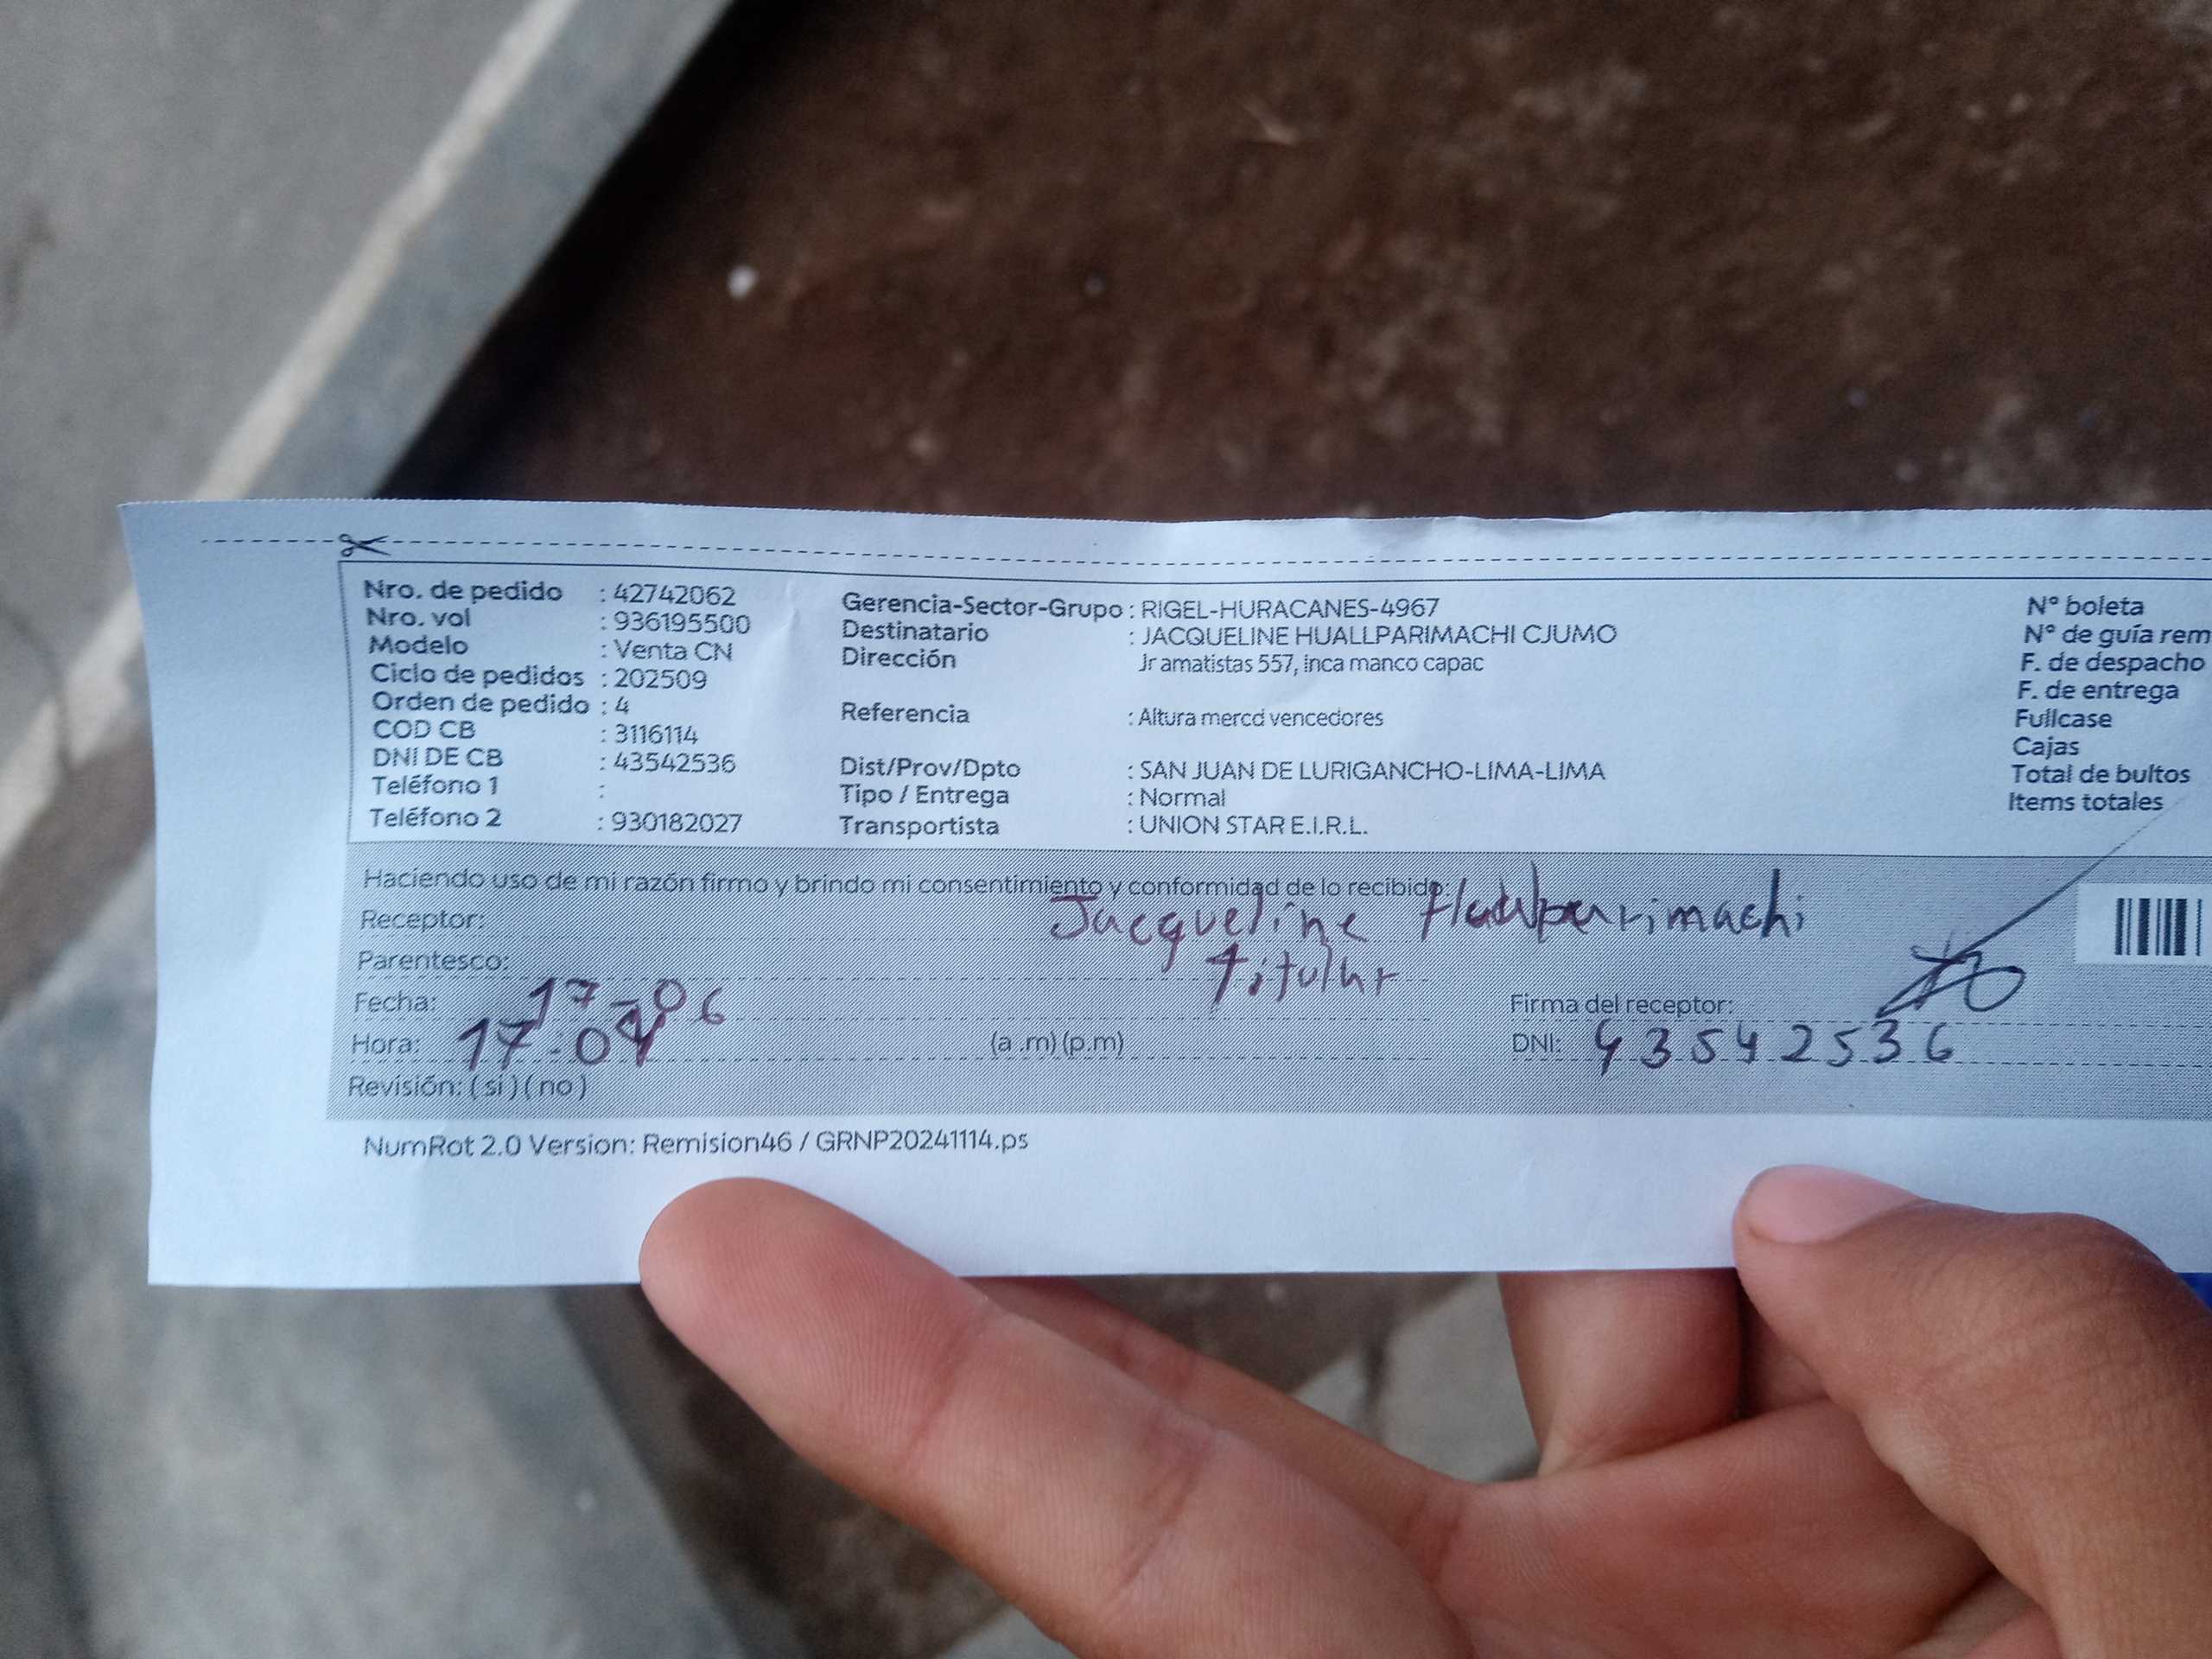 Nro. de pedido : 42742062
Nro. vol : 936195500
Modelo : Venta CN
Ciclo de pedidos : 202509
Orden de pedido : 4
COD CB : 3116114
DNI DE CB : 43542536
Teléfono 1 :
Teléfono 2 : 930182027
Gerencia-Sector-Grupo : RIGEL-HURACANES-4967
Destinatario : JACQUELINE HUALLPARIMACHI CJUMO
Dirección Jr amatistas 557, inca manco capac
Referencia : Altura mercd vencedores
Dist/Prov/Dpto : SAN JUAN DE LURIGANCHO-LIMA-LIMA
Tipo / Entrega : Normal
Transportista : UNION STAR E.I.R.L.
N° boleta
N° de guía rem
F. de despacho
F. de entrega
Fullcase
Cajas
Total de bultos
Items totales
Haciendo uso de mi razón firmo y brindo mi consentimiento y conformidad de lo recibido:
Receptor: Jacqueline Huallparimachi
Parentesco: titular
Fecha: 17-06
Firma del receptor:
Hora: 17:07 (a .m) (p.m)
DNI: 43542536
Revisión: ( si ) ( no )
NumRot 2.0 Version: Remision46 / GRNP20241114.ps